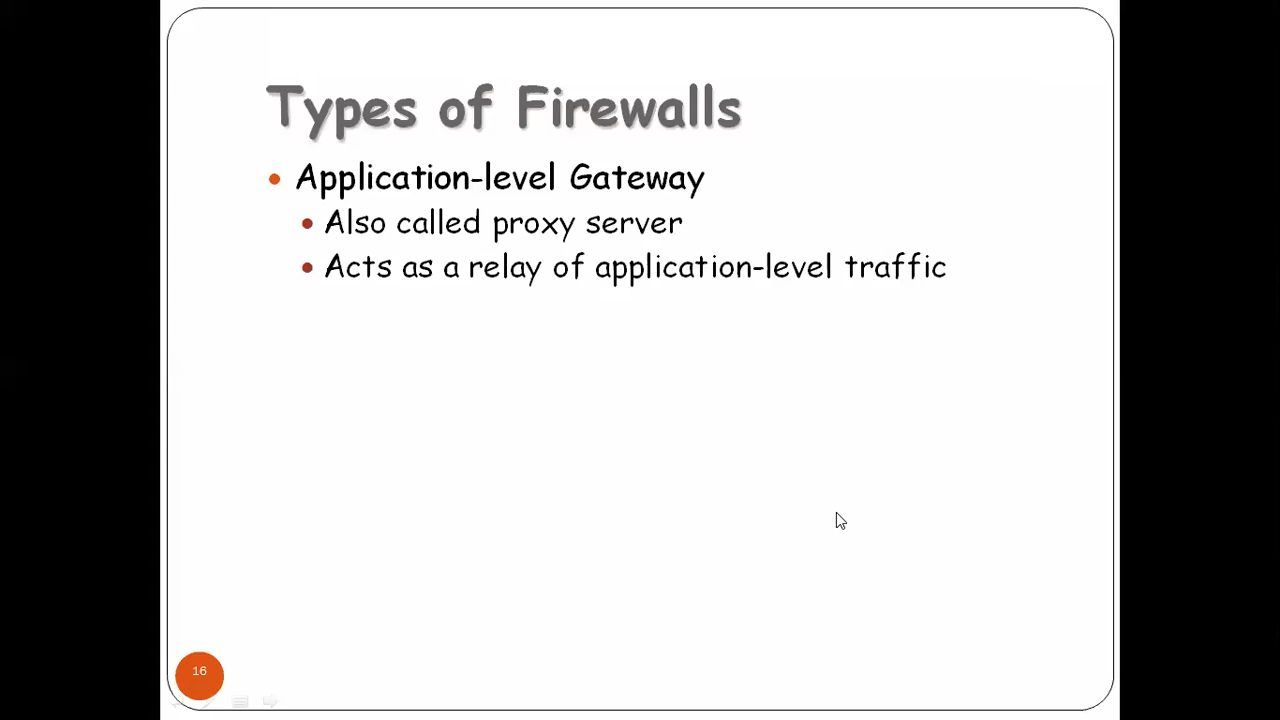 Types of Firewalls
• Application-level Gateway
• Also called proxy server
• Acts as a relay of application-level traffic
16